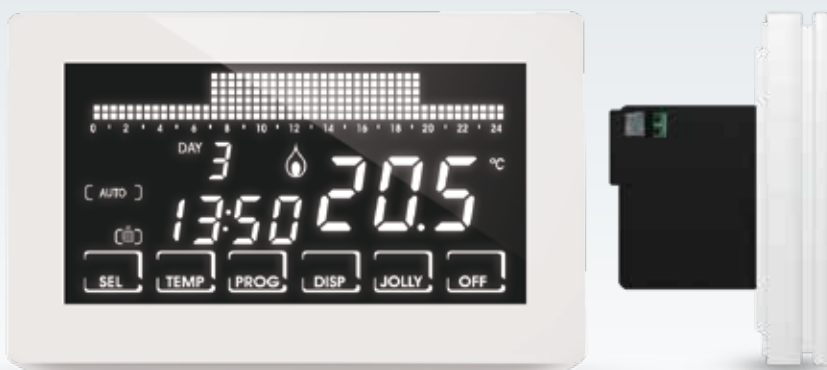 0 2 4 6 8 10 12 14 16 18 20 22 24
DAY 3
20.5 °C
[ AUTO ]
13:50
SEL TEMP PROG DISP JOLLY OFF